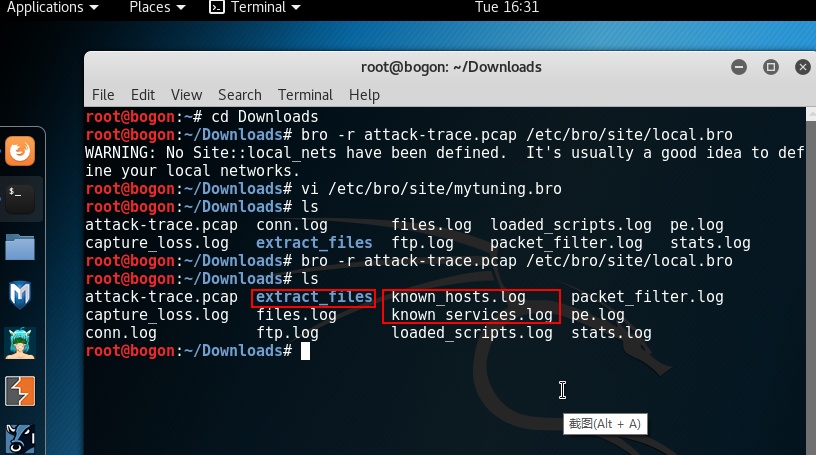 Applications Places Terminal Tue 16:31
root@bogon: ~/Downloads
File Edit View Search Terminal Help
root@bogon:~# cd Downloads
root@bogon:~/Downloads# bro -r attack-trace.pcap /etc/bro/site/local.bro
WARNING: No Site::local_nets have been defined.  It's usually a good idea to def
ine your local networks.
root@bogon:~/Downloads# vi /etc/bro/site/mytuning.bro
root@bogon:~/Downloads# ls
attack-trace.pcap  conn.log       files.log  loaded_scripts.log  pe.log
capture_loss.log   extract_files  ftp.log    packet_filter.log   stats.log
root@bogon:~/Downloads# bro -r attack-trace.pcap /etc/bro/site/local.bro
root@bogon:~/Downloads# ls
attack-trace.pcap  extract_files  known_hosts.log     packet_filter.log
capture_loss.log   files.log      known_services.log  pe.log
conn.log           ftp.log        loaded_scripts.log  stats.log
root@bogon:~/Downloads#
截图(Alt + A)